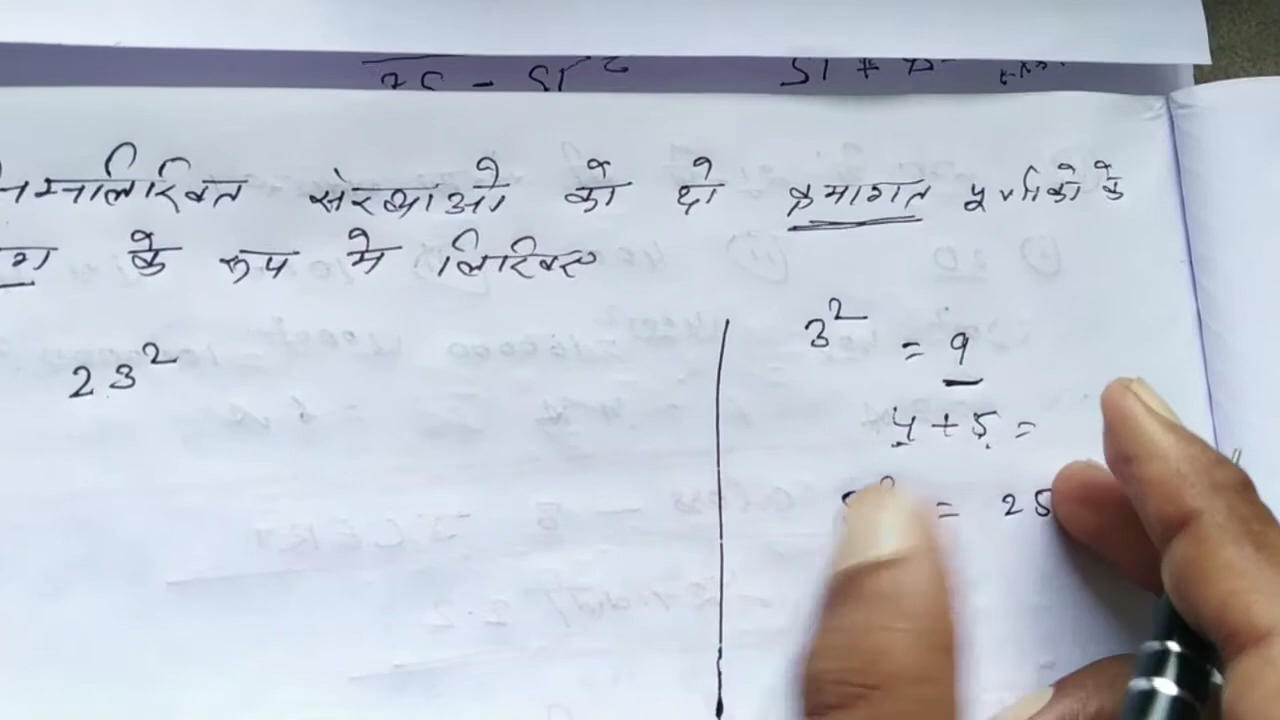 निम्नलिखित संख्याओं को दो क्रमागत पूर्णांकों के
के रूप में लिखिए
23²
3² = 9
4 + 5 =
= 25